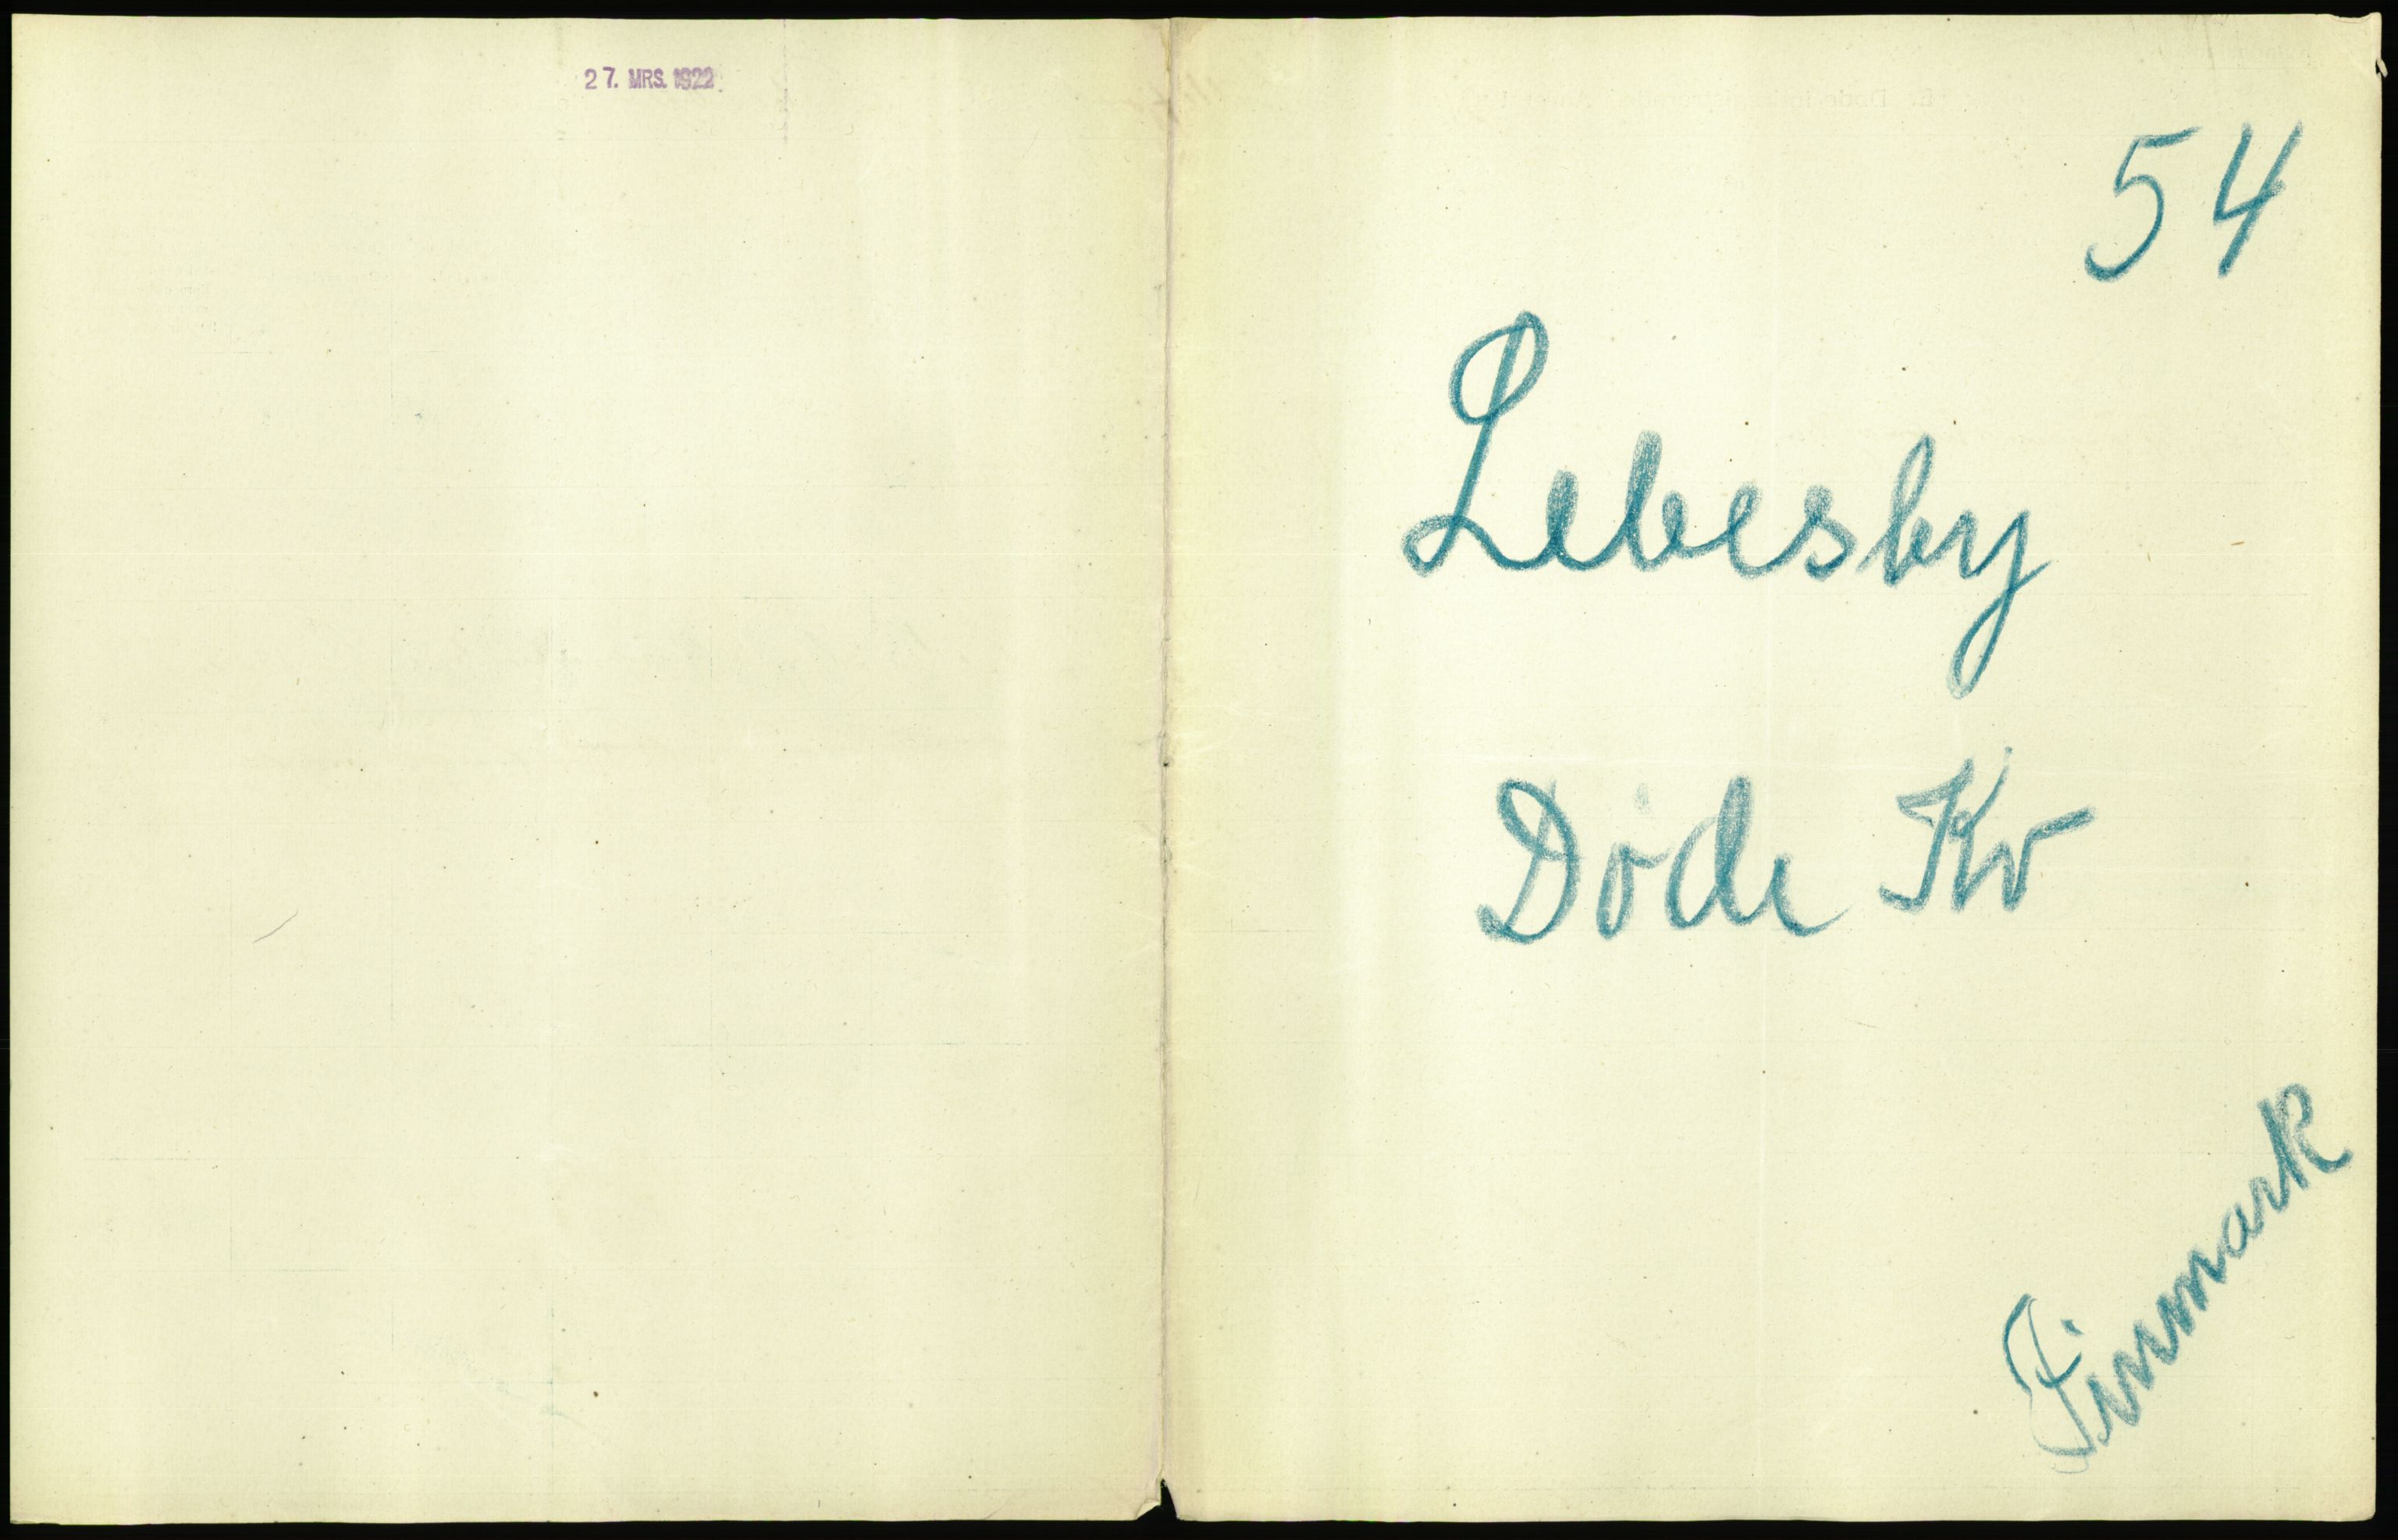 27. MRS. 1922
54
Lebesby
Døde Kv
Finnmark